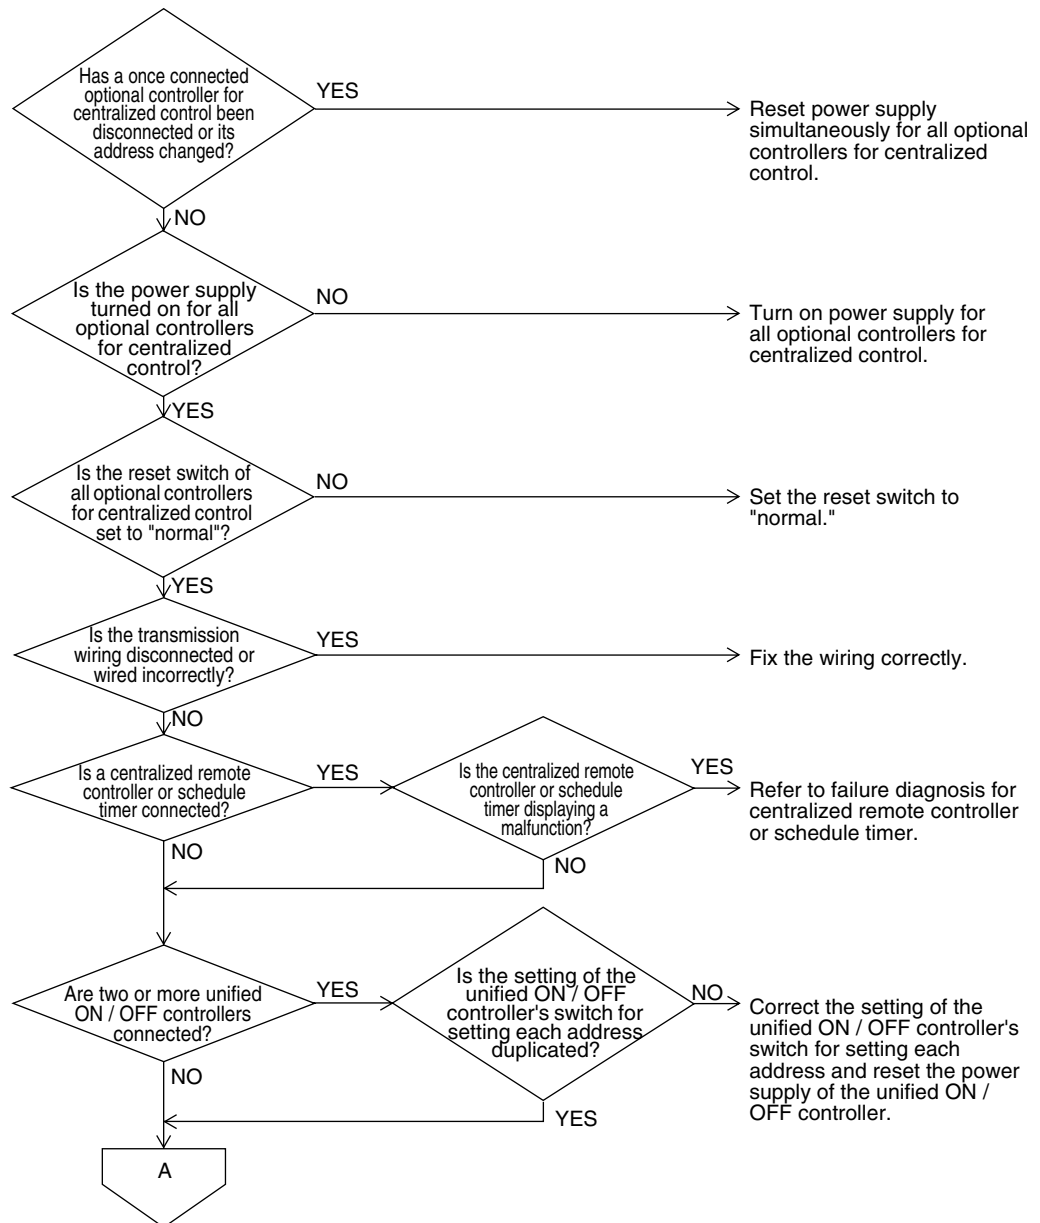 Has a once connected
optional controller for
centralized control been
disconnected or its
address changed?
YES
Reset power supply
simultaneously for all optional
controllers for centralized
control.
NO
Is the power supply
turned on for all
optional controllers
for centralized
control?
NO
Turn on power supply for
all optional controllers for
centralized control.
YES
Is the reset switch of
all optional controllers
for centralized control
set to "normal"?
NO
Set the reset switch to
"normal."
YES
Is the transmission
wiring disconnected or
wired incorrectly?
YES
Fix the wiring correctly.
NO
Is a centralized remote
controller or schedule
timer connected?
YES
Is the centralized remote
controller or schedule
timer displaying a
malfunction?
YES
Refer to failure diagnosis for
centralized remote controller
or schedule timer.
NO
NO
Are two or more unified
ON / OFF controllers
connected?
YES
Is the setting of the
unified ON / OFF
controller's switch for
setting each address
duplicated?
NO
Correct the setting of the
unified ON / OFF controller's
switch for setting each
address and reset the power
supply of the unified ON /
OFF controller.
NO
YES
A